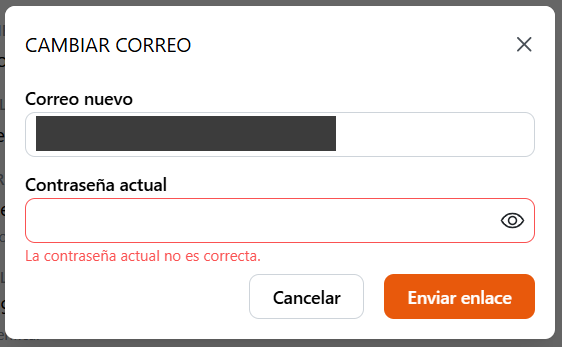 CAMBIAR CORREO
Correo nuevo
Contraseña actual
La contraseña actual no es correcta.
Cancelar
Enviar enlace